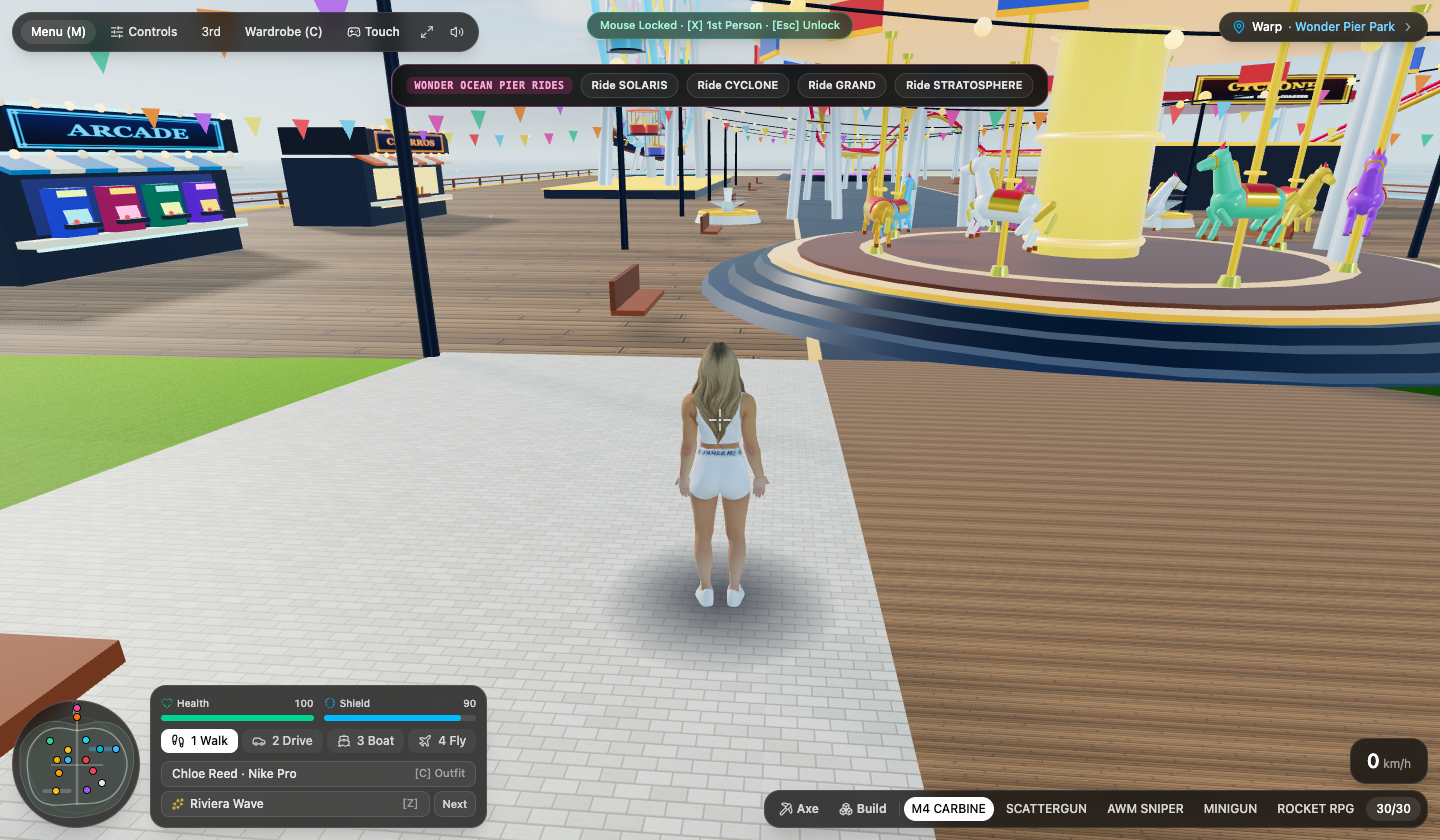 Menu (M) Controls 3rd Wardrobe (C) Touch
Mouse Locked · [X] 1st Person · [Esc] Unlock
Warp · Wonder Pier Park
WONDER OCEAN PIER RIDES Ride SOLARIS Ride CYCLONE Ride GRAND Ride STRATOSPHERE
ARCADE
CHURROS
CYCLONE
Health 100 Shield 90
1 Walk 2 Drive 3 Boat 4 Fly
Chloe Reed · Nike Pro [C] Outfit
Riviera Wave [Z] Next
0 km/h
Axe Build M4 CARBINE SCATTERGUN AWM SNIPER MINIGUN ROCKET RPG 30/30